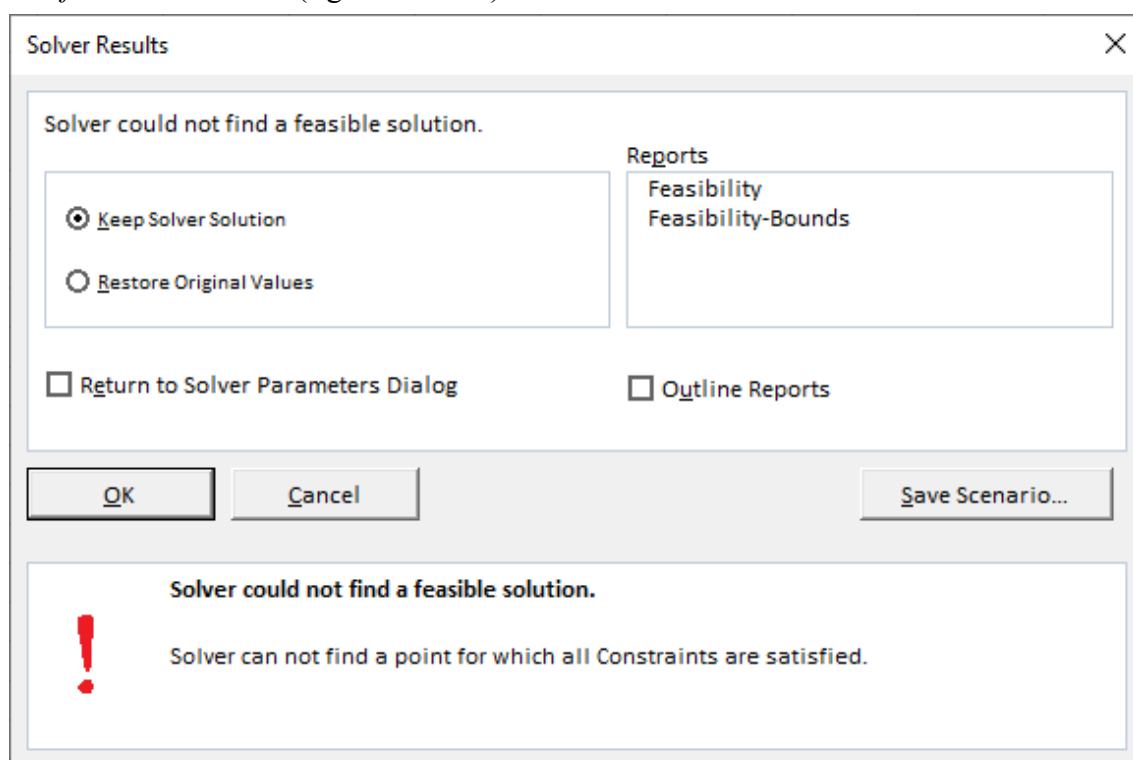 Solver Results
Solver could not find a feasible solution.
Reports
Keep Solver Solution
Restore Original Values
Feasibility
Feasibility-Bounds
Return to Solver Parameters Dialog
Outline Reports
OK
Cancel
Save Scenario...
Solver could not find a feasible solution.
Solver can not find a point for which all Constraints are satisfied.